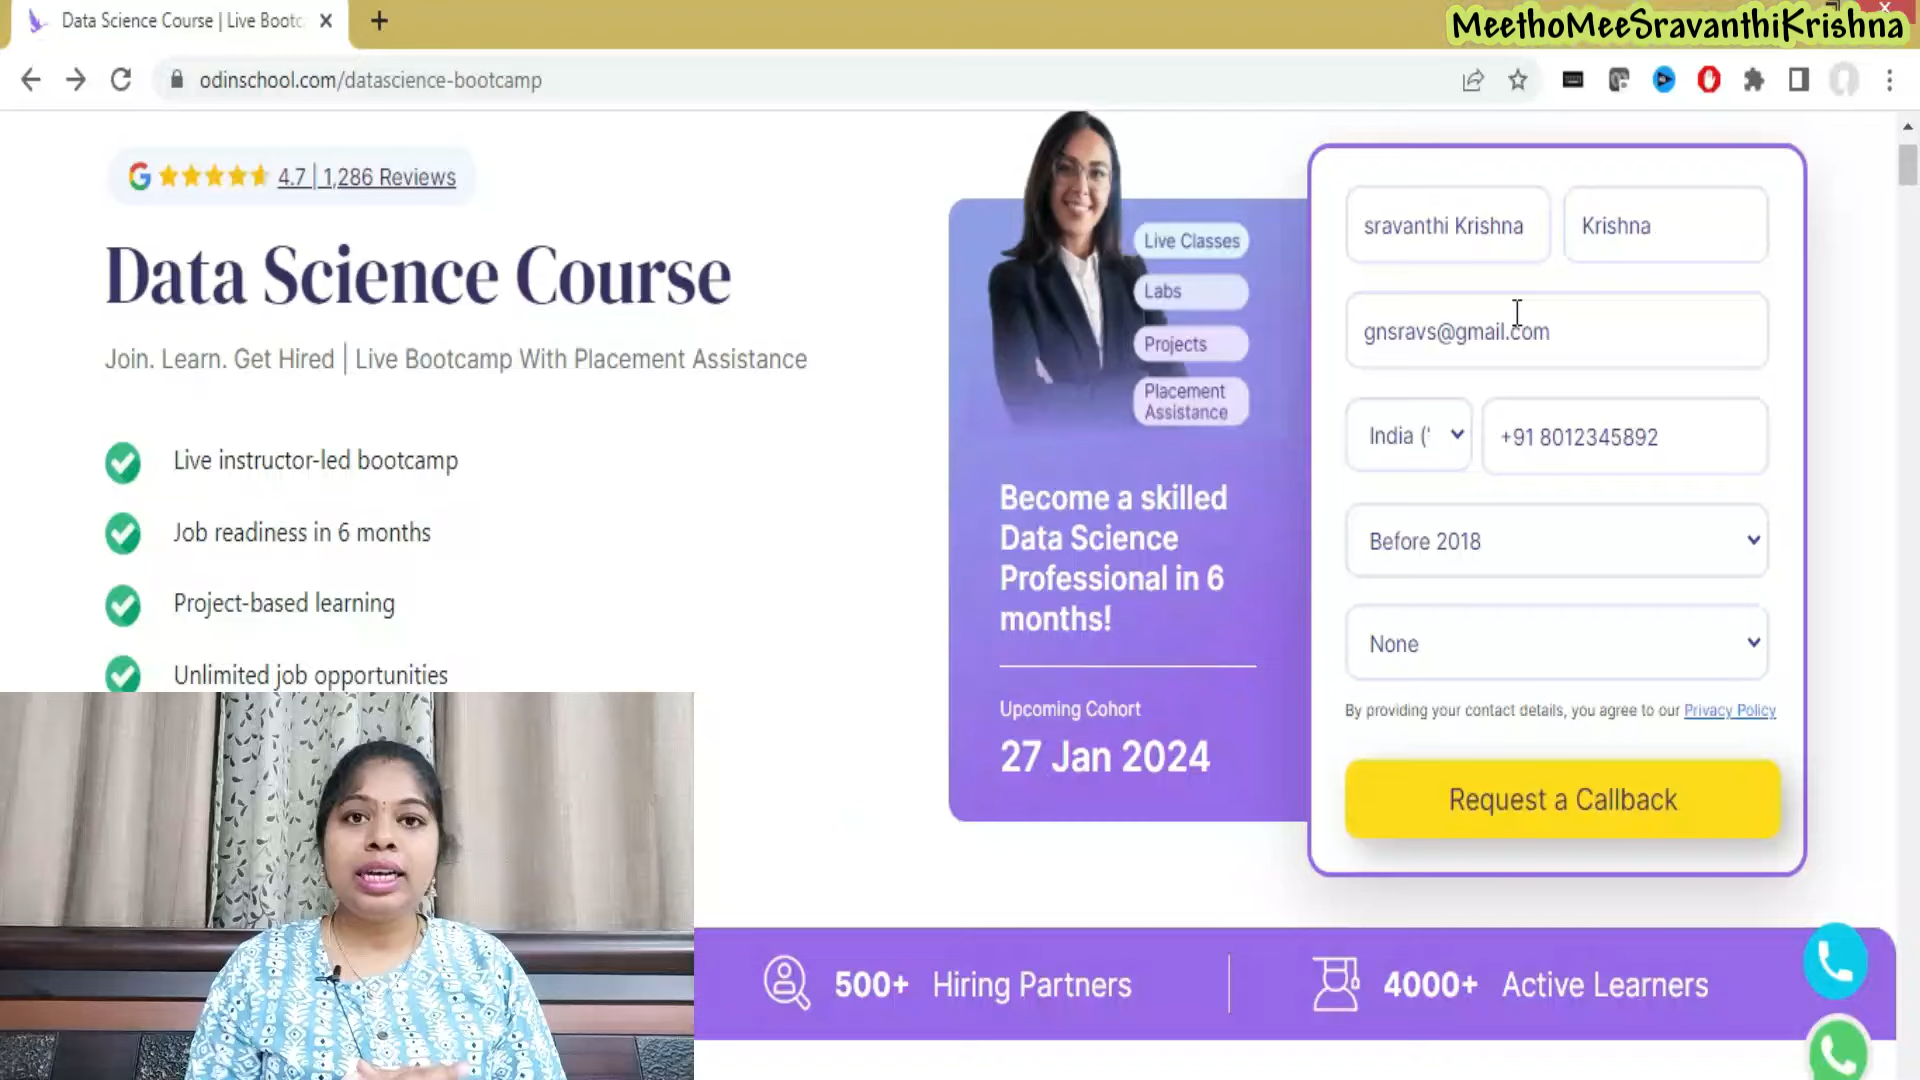 Data Science Course | Live Bootc
MeethoMeeSravanthiKrishna
odinschool.com/datascience-bootcamp
4.7 | 1,286 Reviews
Data Science Course
Join. Learn. Get Hired | Live Bootcamp With Placement Assistance
Live instructor-led bootcamp
Job readiness in 6 months
Project-based learning
Unlimited job opportunities
Live Classes
Labs
Projects
Placement
Assistance
Become a skilled
Data Science
Professional in 6
months!
Upcoming Cohort
27 Jan 2024
sravanthi Krishna
Krishna
gnsravs@gmail.com
India ('
+91 8012345892
Before 2018
None
By providing your contact details, you agree to our Privacy Policy
Request a Callback
500+ Hiring Partners
4000+ Active Learners